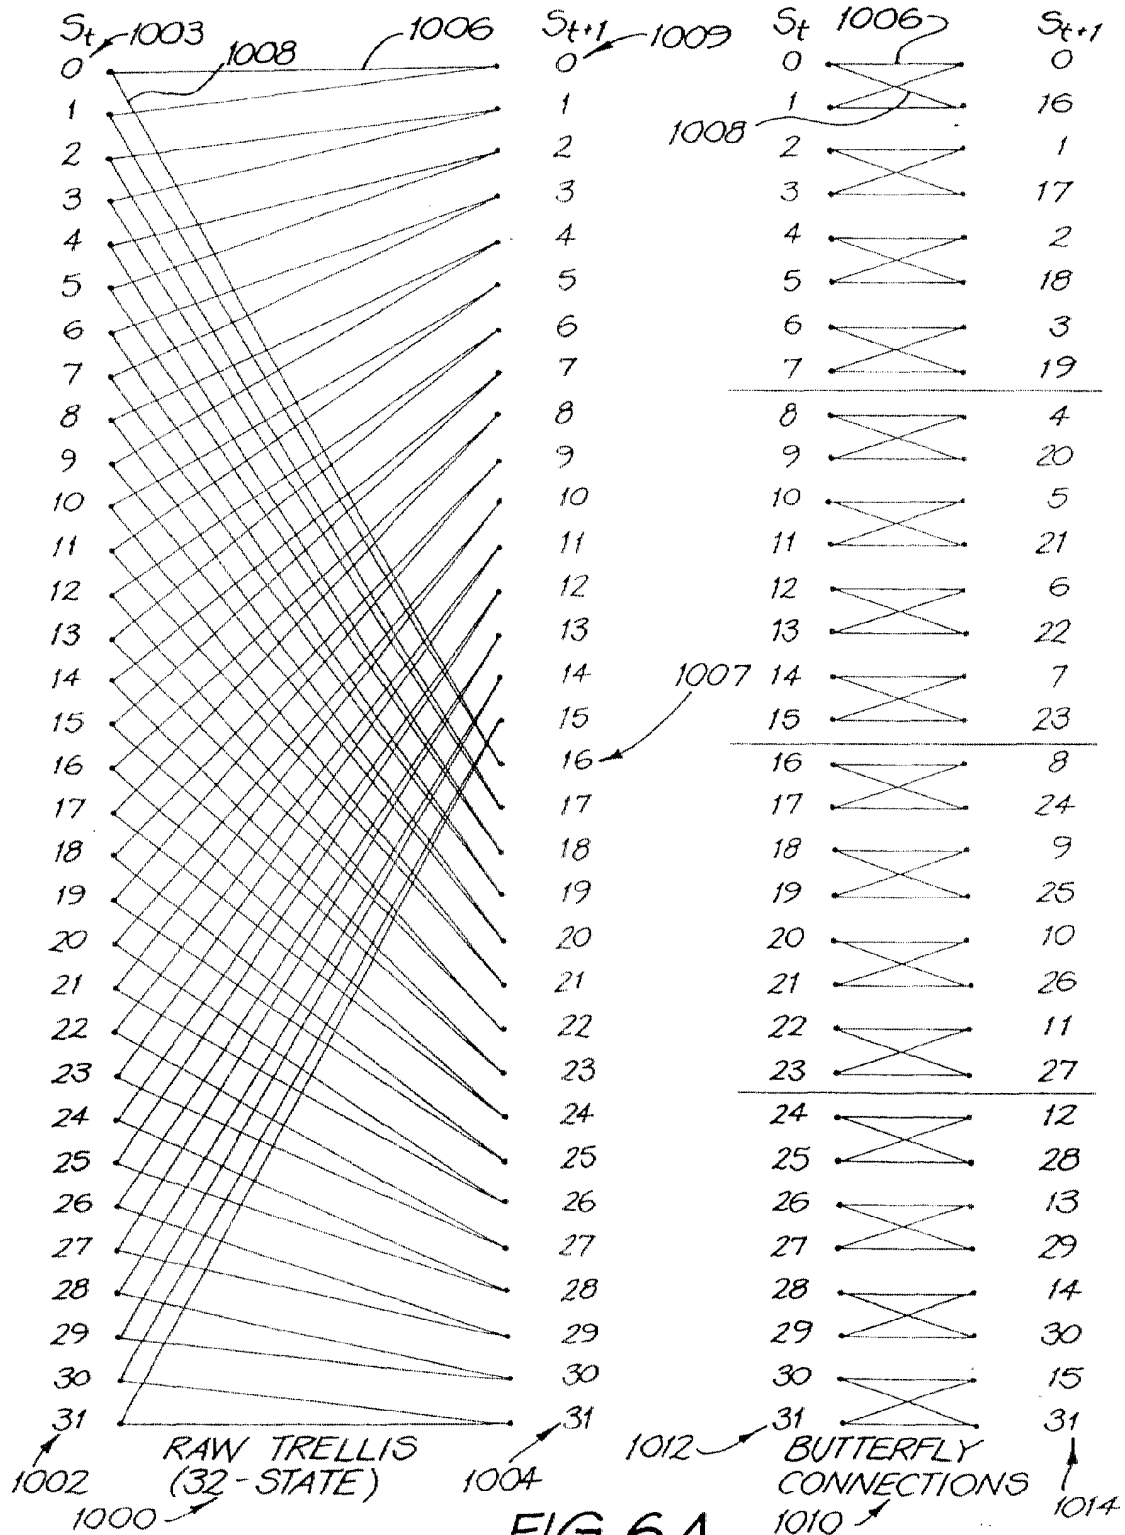 St 1003 1006 St+1 1009 St 1006 St+1
0 1008 0 0 0
1 1 1 1008 16
2 2 2 1
3 3 3 17
4 4 4 2
5 5 5 18
6 6 6 3
7 7 7 19
8 8 8 4
9 9 9 20
10 10 10 5
11 11 11 21
12 12 12 6
13 13 13 22
14 14 1007 14 7
15 15 15 23
16 16 16 8
17 17 17 24
18 18 18 9
19 19 19 25
20 20 20 10
21 21 21 26
22 22 22 11
23 23 23 27
24 24 24 12
25 25 25 28
26 26 26 13
27 27 27 29
28 28 28 14
29 29 29 30
30 30 30 15
31 31 1012 31 31
1002 RAW TRELLIS 1004 BUTTERFLY 1014
(32-STATE) CONNECTIONS
1000 FIG. 6A 1010